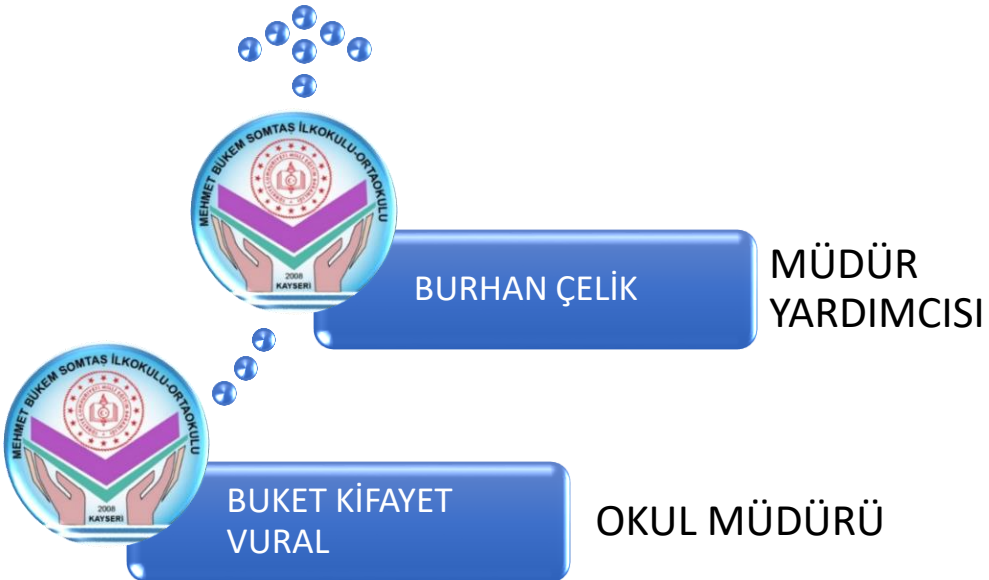 MEHMET BÜKEM SOMTAŞ İLKOKULU-ORTAOKULU
2008
KAYSERİ
BURHAN ÇELİK
MÜDÜR
YARDIMCISI
MEHMET BÜKEM SOMTAŞ İLKOKULU-ORTAOKULU
2008
KAYSERİ
BUKET KİFAYET
VURAL
OKUL MÜDÜRÜ